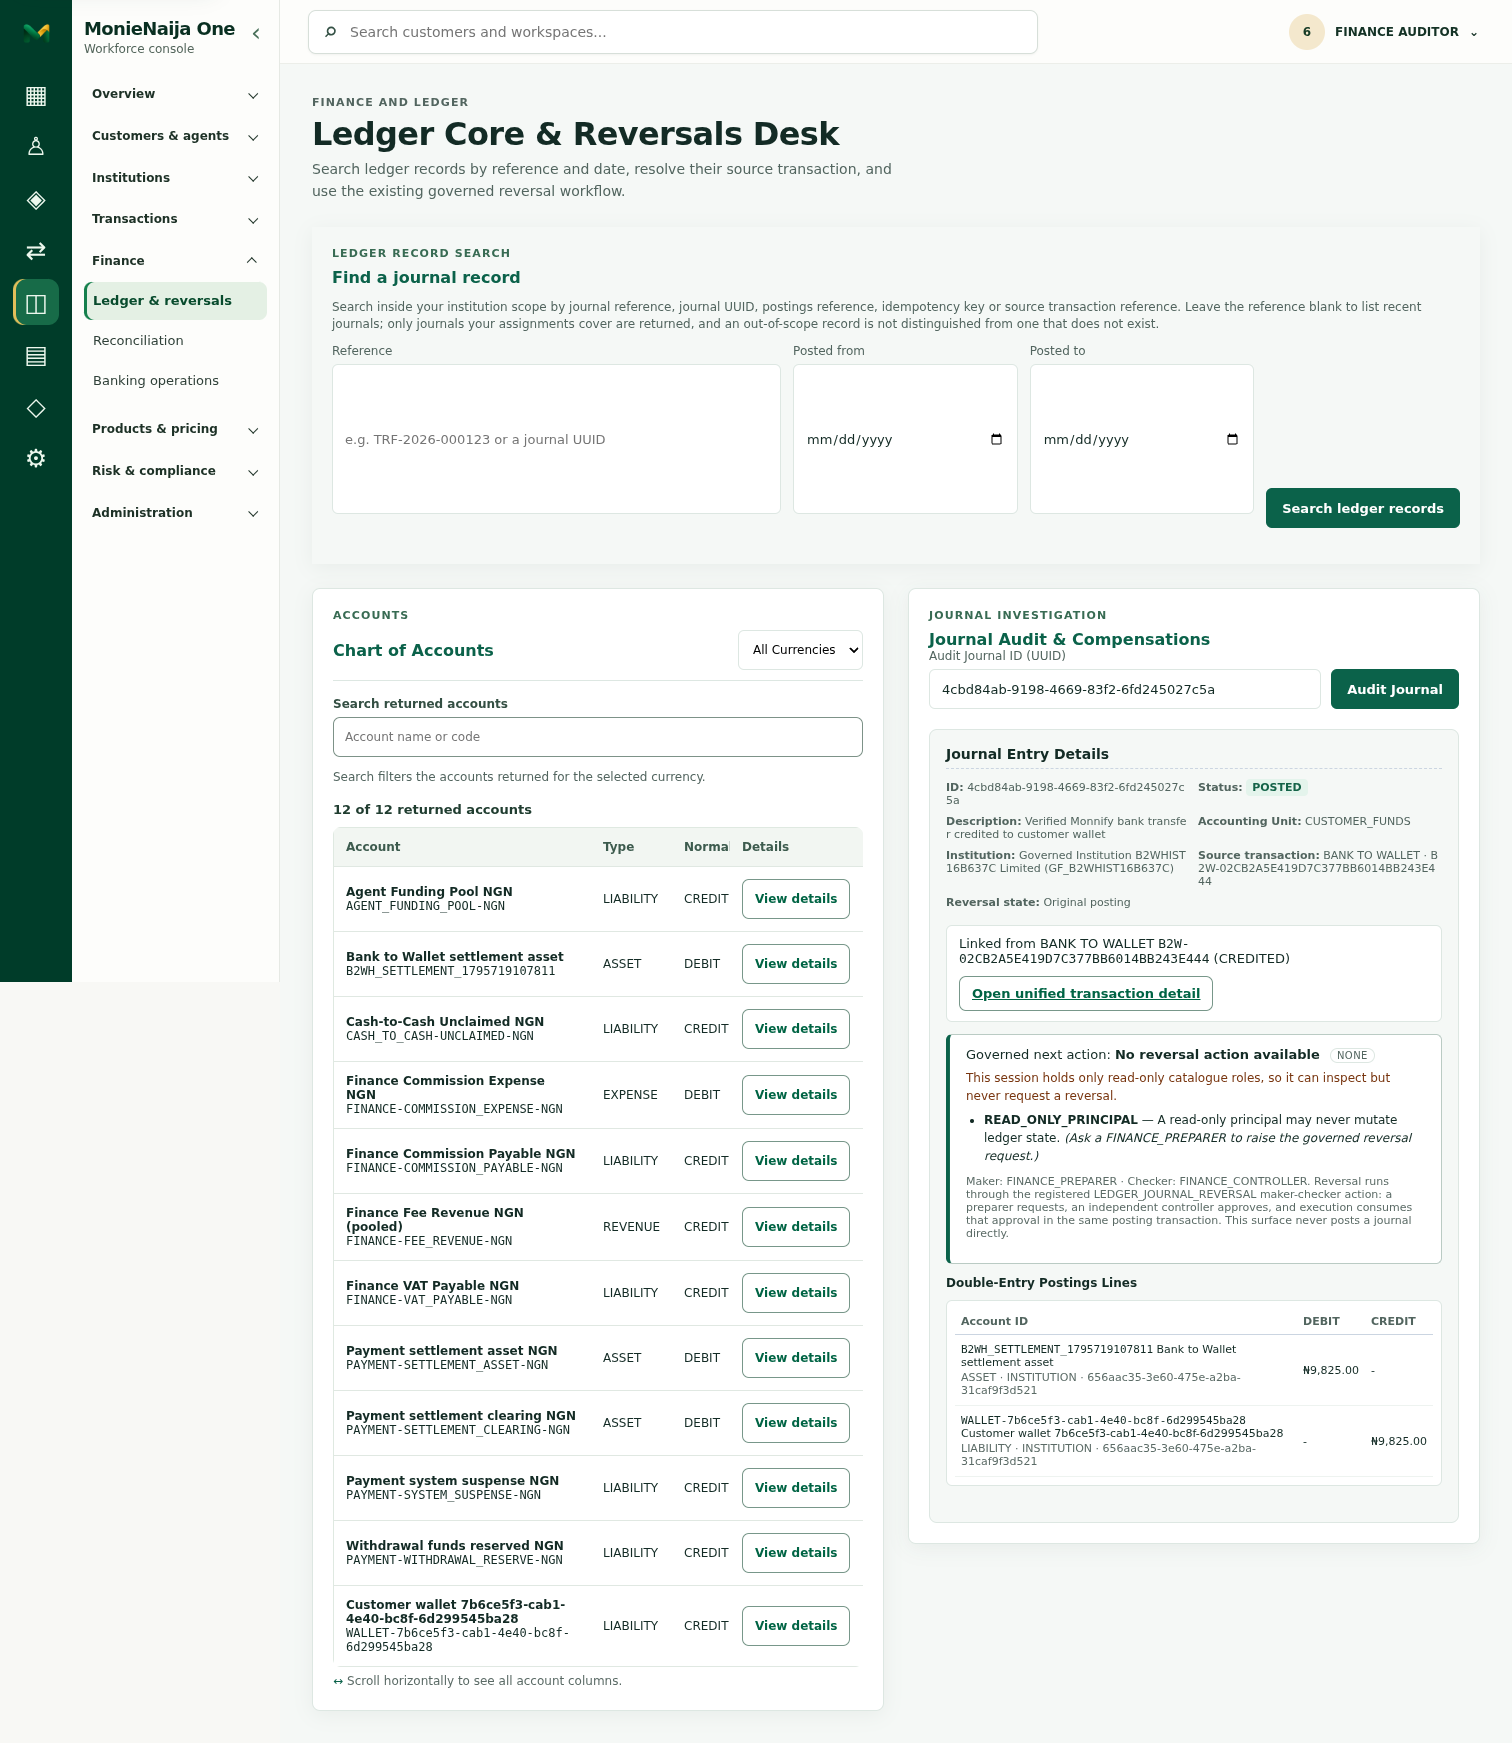 MonieNaija One
Workforce console
Search customers and workspaces...
6
FINANCE AUDITOR
Overview
Customers & agents
Institutions
Transactions
Finance
Ledger & reversals
Reconciliation
Banking operations
Products & pricing
Risk & compliance
Administration
FINANCE AND LEDGER
Ledger Core & Reversals Desk
Search ledger records by reference and date, resolve their source transaction, and
use the existing governed reversal workflow.
LEDGER RECORD SEARCH
Find a journal record
Search inside your institution scope by journal reference, journal UUID, postings reference, idempotency key or source transaction reference. Leave the reference blank to list recent
journals; only journals your assignments cover are returned, and an out-of-scope record is not distinguished from one that does not exist.
Reference
Posted from
Posted to
e.g. TRF-2026-000123 or a journal UUID
mm/dd/yyyy
mm/dd/yyyy
Search ledger records
ACCOUNTS
Chart of Accounts
All Currencies
Search returned accounts
Account name or code
Search filters the accounts returned for the selected currency.
12 of 12 returned accounts
Account Type Norma Details
Agent Funding Pool NGN
AGENT_FUNDING_POOL-NGN
LIABILITY CREDIT View details
Bank to Wallet settlement asset
B2WH_SETTLEMENT_1795719107811
ASSET DEBIT View details
Cash-to-Cash Unclaimed NGN
CASH_TO_CASH-UNCLAIMED-NGN
LIABILITY CREDIT View details
Finance Commission Expense
NGN
FINANCE-COMMISSION_EXPENSE-NGN
EXPENSE DEBIT View details
Finance Commission Payable NGN
FINANCE-COMMISSION_PAYABLE-NGN
LIABILITY CREDIT View details
Finance Fee Revenue NGN
(pooled)
FINANCE-FEE_REVENUE-NGN
REVENUE CREDIT View details
Finance VAT Payable NGN
FINANCE-VAT_PAYABLE-NGN
LIABILITY CREDIT View details
Payment settlement asset NGN
PAYMENT-SETTLEMENT_ASSET-NGN
ASSET DEBIT View details
Payment settlement clearing NGN
PAYMENT-SETTLEMENT_CLEARING-NGN
ASSET DEBIT View details
Payment system suspense NGN
PAYMENT-SYSTEM_SUSPENSE-NGN
LIABILITY CREDIT View details
Withdrawal funds reserved NGN
PAYMENT-WITHDRAWAL_RESERVE-NGN
LIABILITY CREDIT View details
Customer wallet 7b6ce5f3-cab1-
4e40-bc8f-6d299545ba28
WALLET-7b6ce5f3-cab1-4e40-bc8f-
6d299545ba28
LIABILITY CREDIT View details
↔ Scroll horizontally to see all account columns.
JOURNAL INVESTIGATION
Journal Audit & Compensations
Audit Journal ID (UUID)
4cbd84ab-9198-4669-83f2-6fd245027c5a
Audit Journal
Journal Entry Details
ID: 4cbd84ab-9198-4669-83f2-6fd245027c
5a
Status: POSTED
Description: Verified Monnify bank transfe
r credited to customer wallet
Accounting Unit: CUSTOMER_FUNDS
Institution: Governed Institution B2WHIST
16B637C Limited (GF_B2WHIST16B637C)
Source transaction: BANK TO WALLET · B
2W-02CB2A5E419D7C377BB6014BB243E4
44
Reversal state: Original posting
Linked from BANK TO WALLET B2W-
02CB2A5E419D7C377BB6014BB243E444 (CREDITED)
Open unified transaction detail
Governed next action: No reversal action available NONE
This session holds only read-only catalogue roles, so it can inspect but
never request a reversal.
• READ_ONLY_PRINCIPAL — A read-only principal may never mutate
ledger state. (Ask a FINANCE_PREPARER to raise the governed reversal
request.)
Maker: FINANCE_PREPARER · Checker: FINANCE_CONTROLLER. Reversal runs
through the registered LEDGER_JOURNAL_REVERSAL maker-checker action: a
preparer requests, an independent controller approves, and execution consumes
that approval in the same posting transaction. This surface never posts a journal
directly.
Double-Entry Postings Lines
Account ID DEBIT CREDIT
B2WH_SETTLEMENT_1795719107811 Bank to Wallet
settlement asset
ASSET · INSTITUTION · 656aac35-3e60-475e-a2ba-
31caf9f3d521
₦9,825.00 -
WALLET-7b6ce5f3-cab1-4e40-bc8f-6d299545ba28
Customer wallet 7b6ce5f3-cab1-4e40-bc8f-6d299545ba28
LIABILITY · INSTITUTION · 656aac35-3e60-475e-a2ba-
31caf9f3d521
- ₦9,825.00